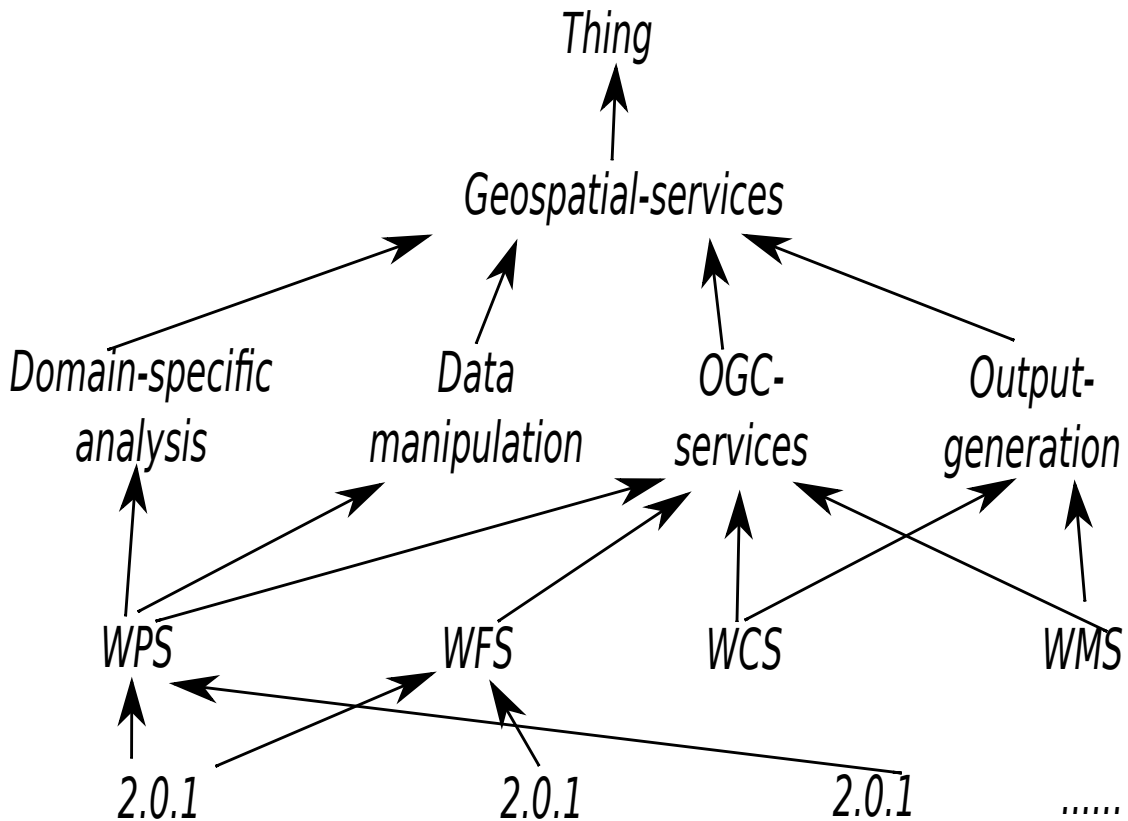 Thing
Geospatial-services
Domain-specific
analysis
Data
manipulation
OGC-
services
Output-
generation
WPS
WFS
WCS
WMS
2.0.1
2.0.1
2.0.1
......